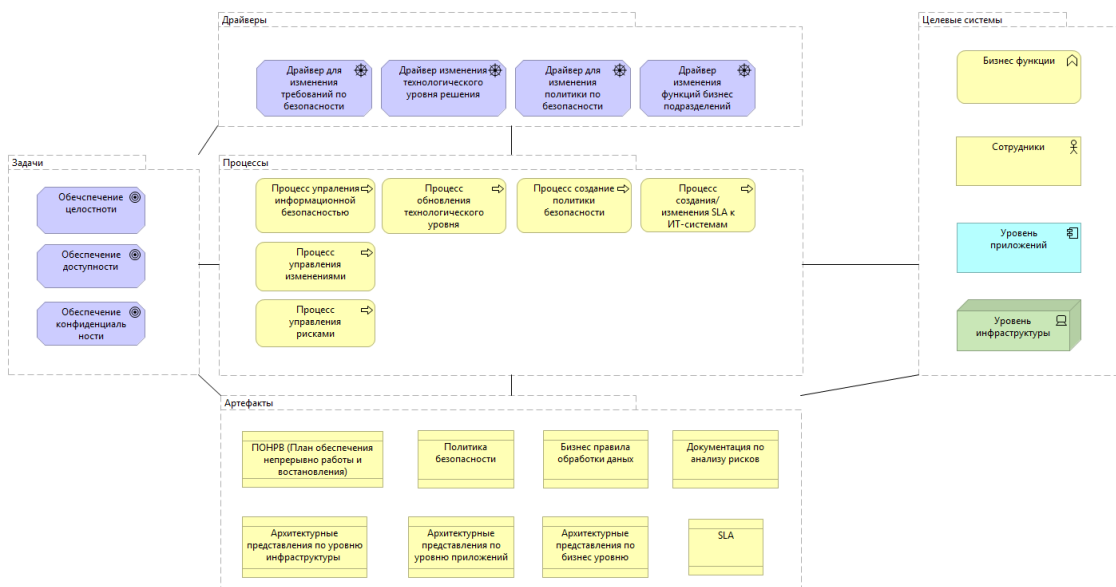 Драйверы
Драйвер для
изменения
требований по
безопасности
Драйвер изменения
технологического
уровня решения
Драйвер для
изменения
политики по
безопасности
Драйвер
изменения
функций бизнес
подразделений
Целевые системы
Бизнес функции
Сотрудники
Уровень
приложений
Уровень
инфраструктуры
Задачи
Обечспечение
целостноти
Обеспечение
доступности
Обеспечение
конфиденциаль
ности
Процессы
Процесс упраления
информационной
безопасностью
Процесс
обновления
технологического
уровня
Процесс создание
политики
безопасности
Процесс
создания/
изменения SLA к
ИТ-системам
Процесс
управления
изменениями
Процесс
управления
рисками
Артефакты
ПОНРВ (План обеспечения
непрерывно работы и
востановления)
Политика
безопасности
Бизнес правила
обработки даных
Документация по
анализу рисков
Архитектурные
представления по уровню
инфраструктуры
Архитектурные
представления по
уровню приложений
Архитектурные
представления по
бизнес уровню
SLA